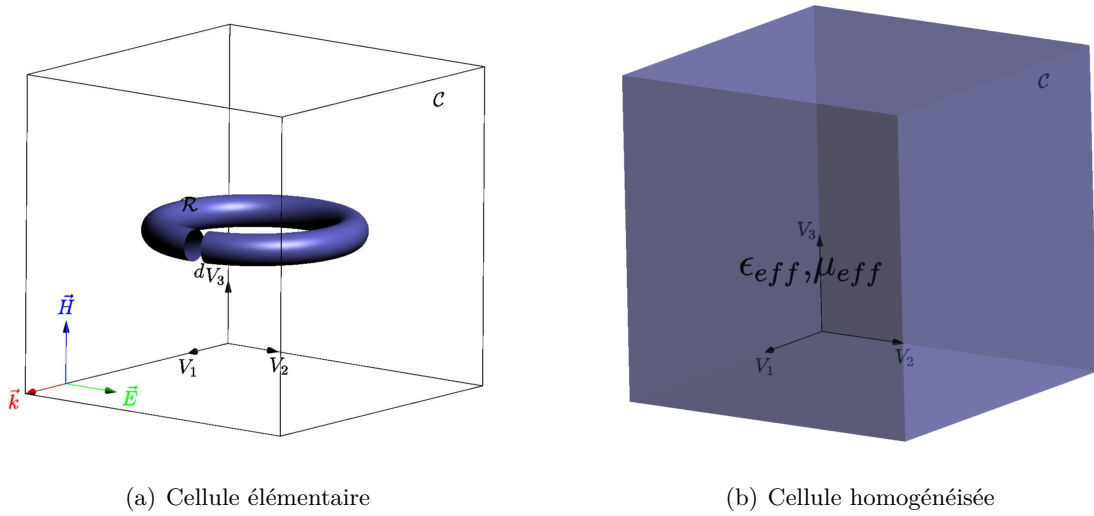 𝒞
ℛ
d
V₃
V₁
V₂
H⃗
k⃗
E⃗
(a) Cellule élémentaire
𝒞
V₃
ϵ_eff,μ_eff
V₁
V₂
(b) Cellule homogénéisée